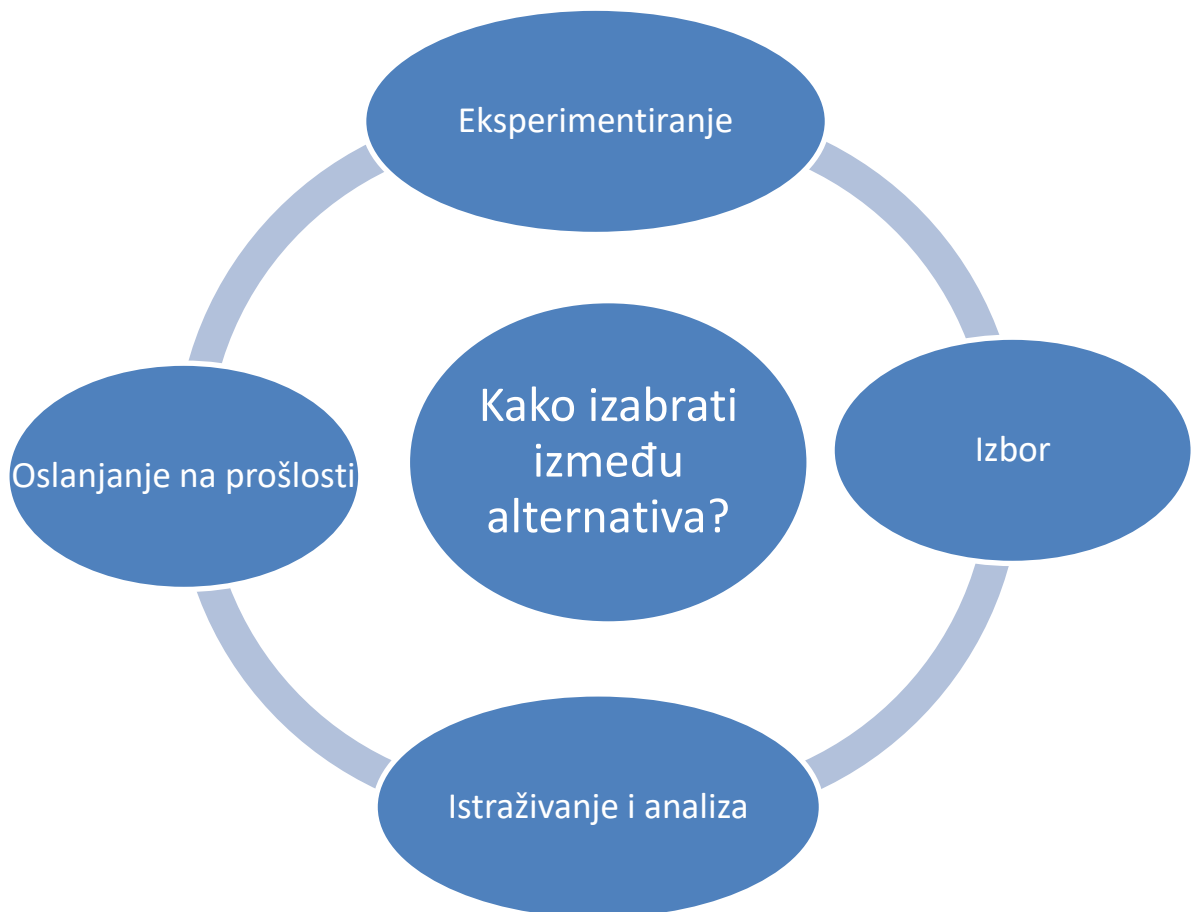 Eksperimentiranje
Kako izabrati
između
alternativa?
Izbor
Oslanjanje na prošlosti
Istraživanje i analiza